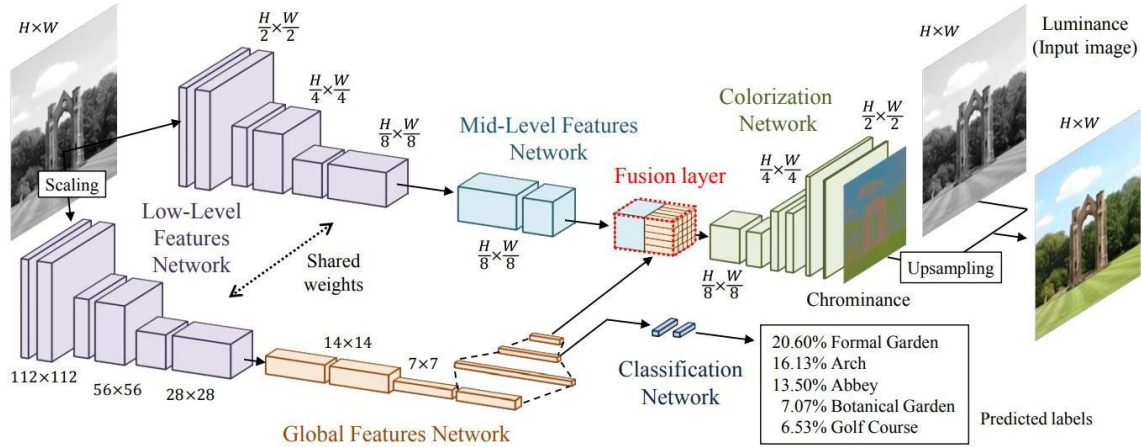 H×W
H/2 × W/2
H/4 × W/4
H/8 × W/8
Scaling
Low-Level
Features
Network
Shared
weights
112×112
56×56
28×28
Mid-Level Features
Network
H/8 × W/8
Fusion layer
14×14
7×7
Global Features Network
Colorization
Network
H/8 × W/8
H/4 × W/4
H/2 × W/2
Chrominance
Classification
Network
H×W
Luminance
(Input image)
H×W
Upsampling
20.60% Formal Garden
16.13% Arch
13.50% Abbey
7.07% Botanical Garden
6.53% Golf Course
Predicted labels